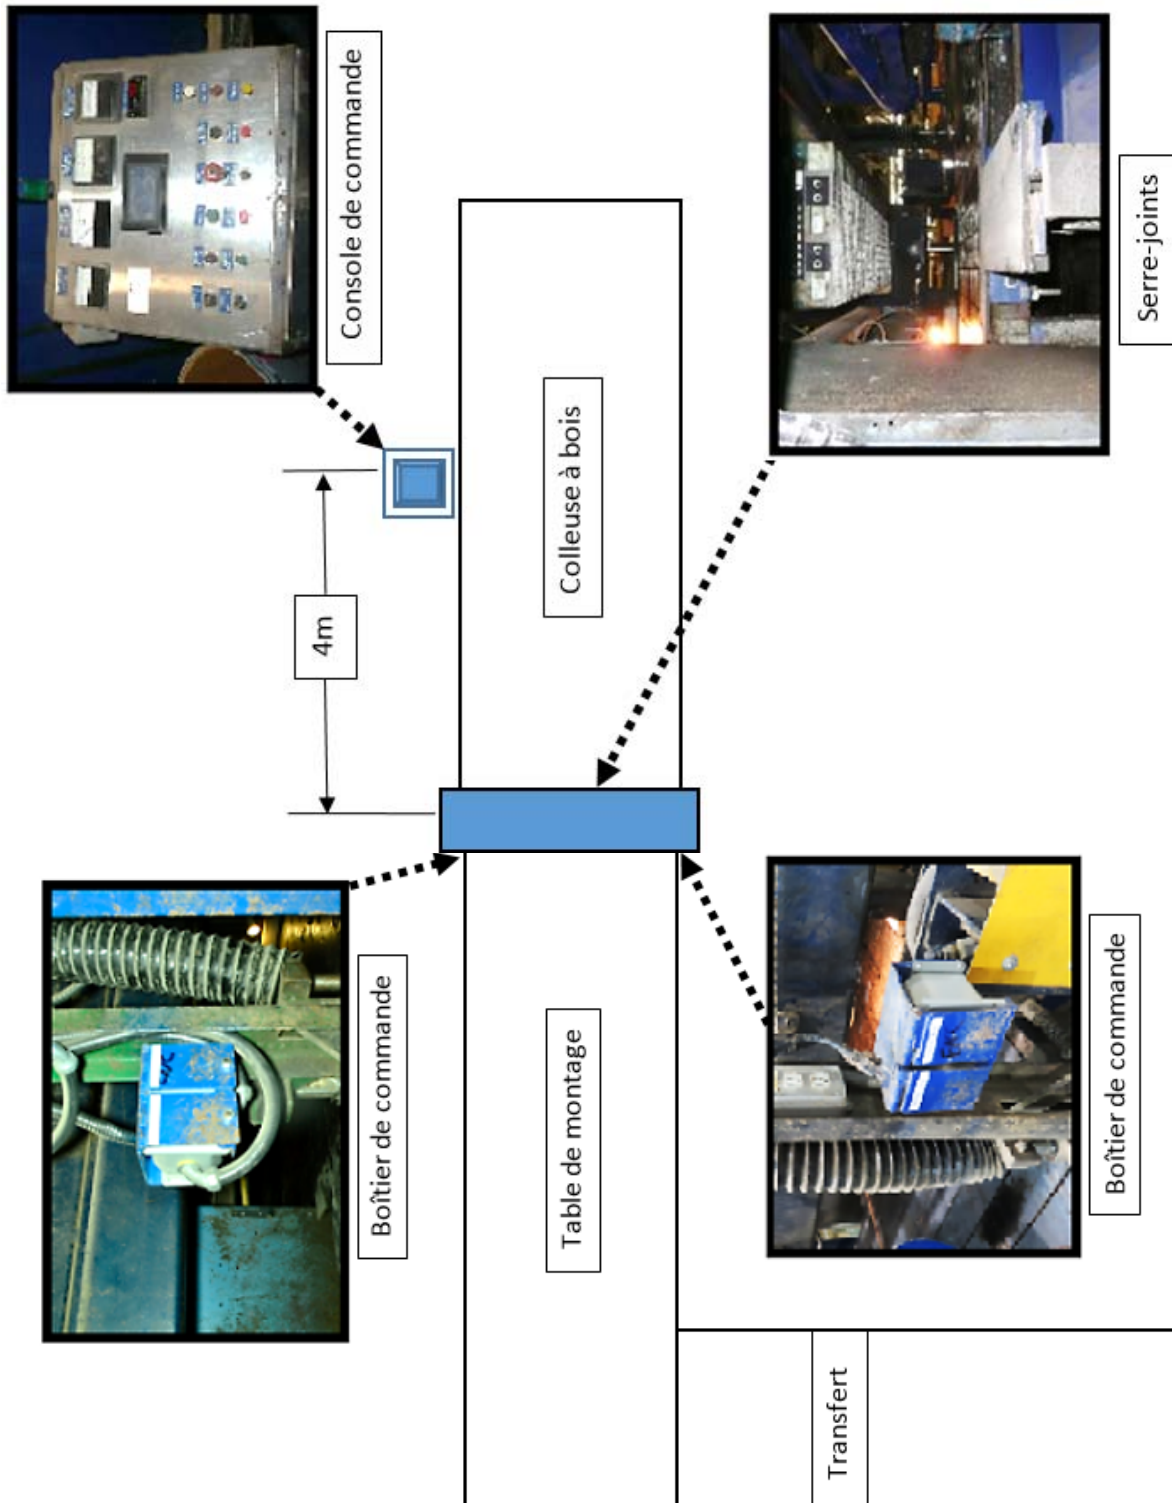 Console de commande
Serre-joints
4m
Colleuse à bois
Boîtier de commande
Table de montage
Boîtier de commande
Transfert